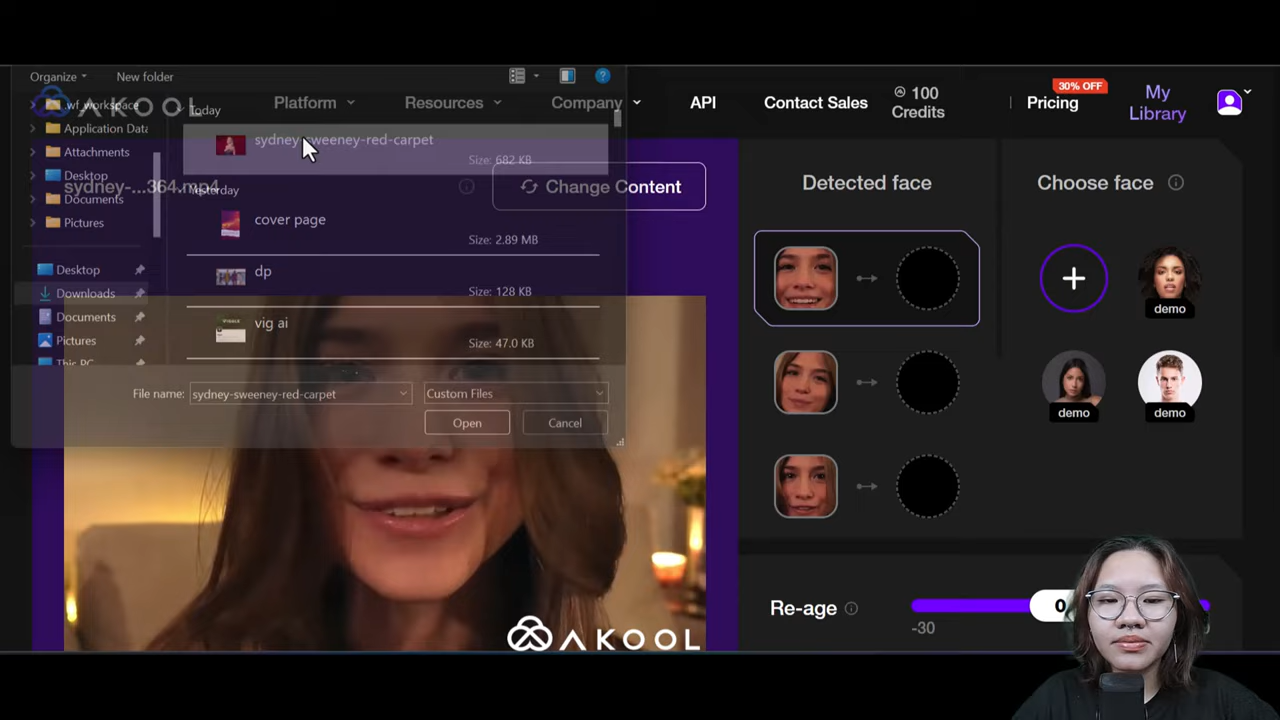 Organize
New folder
?
.wf_workspace
AKOOL
Today
Platform
Resources
Company
API
Contact Sales
100
Credits
30% OFF
Pricing
My
Library
Application Data
sydney-sweeney-red-carpet
Size: 682 KB
Attachments
Desktop
sydney-...364.mp4
Yesterday
Change Content
Detected face
Choose face
Documents
Pictures
cover page
Size: 2.89 MB
Desktop
dp
Size: 128 KB
Downloads
Documents
vig ai
Size: 47.0 KB
Pictures
This PC
demo
demo
demo
File name:
sydney-sweeney-red-carpet
Custom Files
Open
Cancel
Re-age
0
-30
AKOOL